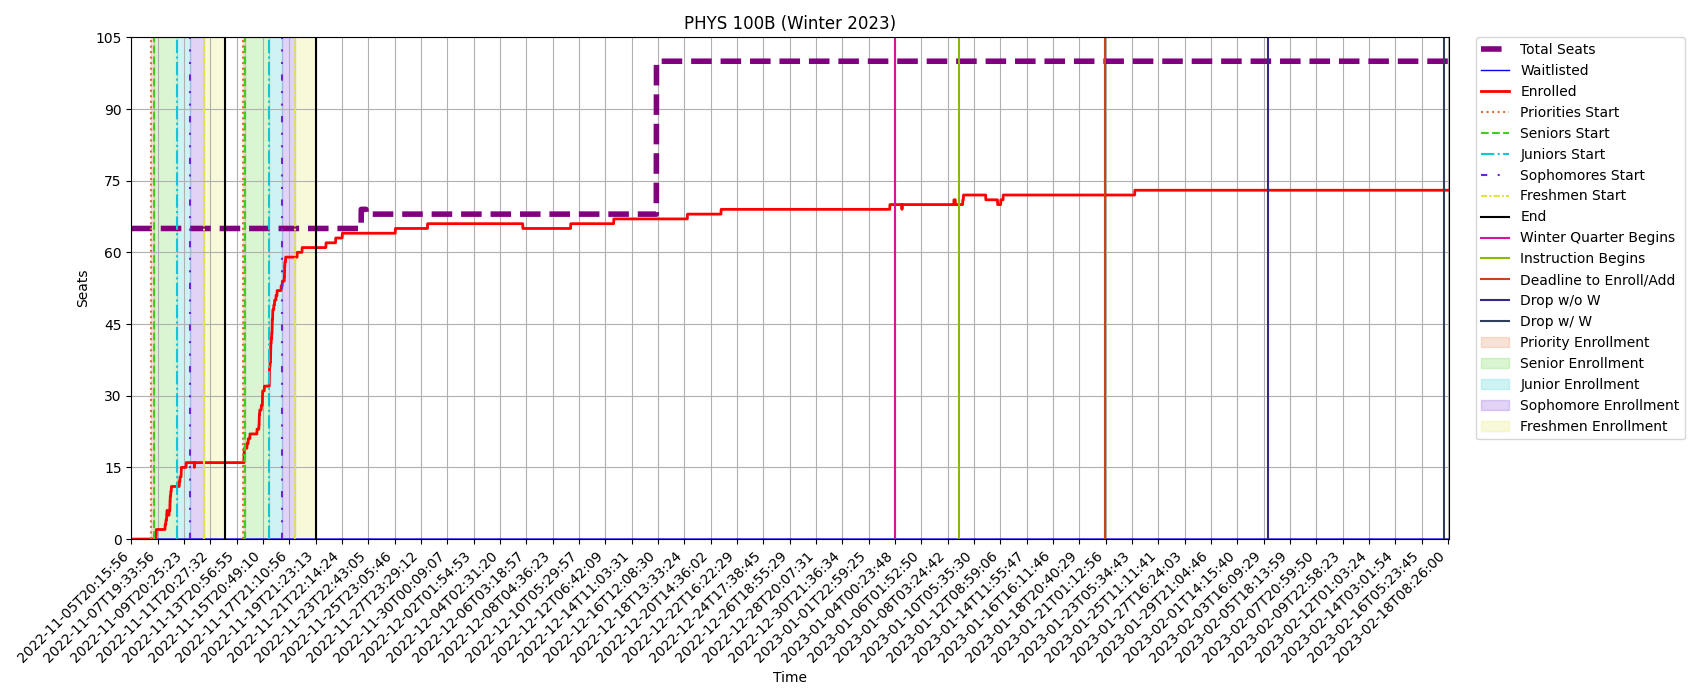 PHYS 100B (Winter 2023)
105
90
75
60
45
30
15
0
Seats
2022-11-05T20:15:56
2022-11-07T19:33:56
2022-11-09T20:25:23
2022-11-11T20:27:32
2022-11-13T20:56:55
2022-11-15T20:49:10
2022-11-17T21:10:56
2022-11-19T21:23:13
2022-11-21T22:14:24
2022-11-23T22:43:05
2022-11-25T23:05:46
2022-11-27T23:29:12
2022-11-30T00:09:07
2022-12-02T01:54:53
2022-12-04T02:31:20
2022-12-06T03:18:57
2022-12-08T04:36:23
2022-12-10T05:29:57
2022-12-12T06:42:09
2022-12-14T11:03:31
2022-12-16T12:08:30
2022-12-18T13:33:24
2022-12-20T14:36:02
2022-12-22T16:22:29
2022-12-24T17:38:45
2022-12-26T18:55:29
2022-12-28T20:07:31
2022-12-30T21:36:34
2023-01-01T22:59:25
2023-01-04T00:23:48
2023-01-06T01:52:50
2023-01-08T03:24:42
2023-01-10T05:35:30
2023-01-12T08:59:06
2023-01-14T11:55:47
2023-01-16T16:11:46
2023-01-18T20:40:29
2023-01-21T01:12:56
2023-01-23T05:34:43
2023-01-25T11:11:41
2023-01-27T16:24:03
2023-01-29T21:04:46
2023-02-01T14:15:40
2023-02-03T16:09:29
2023-02-05T18:13:59
2023-02-07T20:59:50
2023-02-09T22:58:23
2023-02-12T01:03:24
2023-02-14T03:01:54
2023-02-16T05:23:45
2023-02-18T08:26:00
Time
Total Seats
Waitlisted
Enrolled
Priorities Start
Seniors Start
Juniors Start
Sophomores Start
Freshmen Start
End
Winter Quarter Begins
Instruction Begins
Deadline to Enroll/Add
Drop w/o W
Drop w/ W
Priority Enrollment
Senior Enrollment
Junior Enrollment
Sophomore Enrollment
Freshmen Enrollment